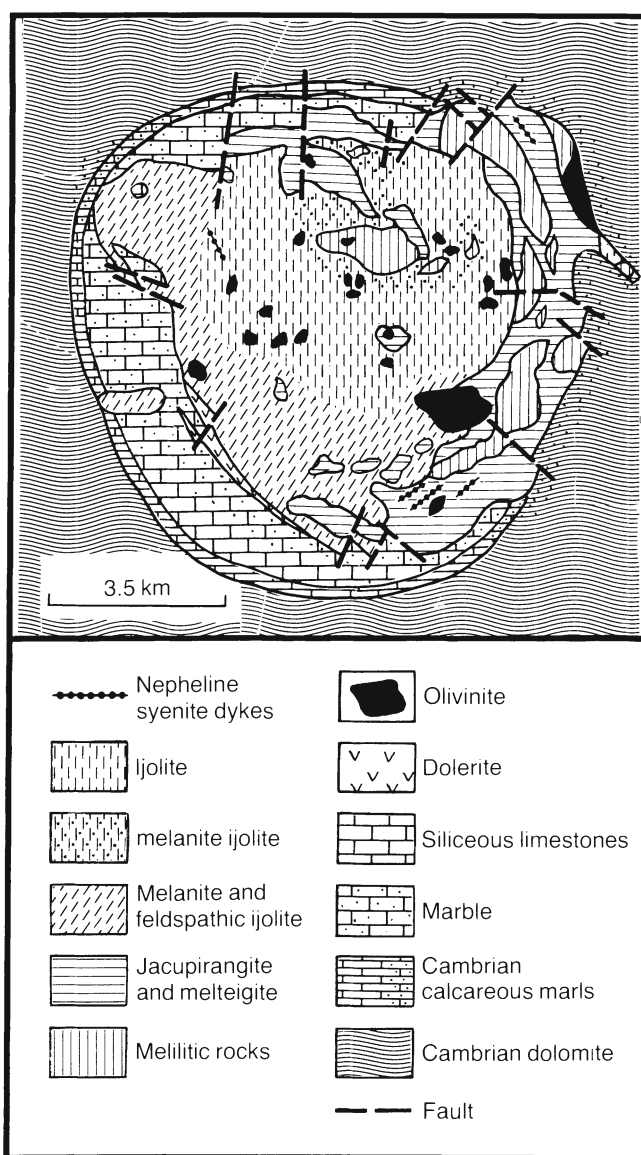 3.5 km
Nepheline
syenite dykes
Ijolite
melanite ijolite
Melanite and
feldspathic ijolite
Jacupirangite
and melteigite
Melilitic rocks
Olivinite
Dolerite
Siliceous limestones
Marble
Cambrian
calcareous marls
Cambrian dolomite
Fault